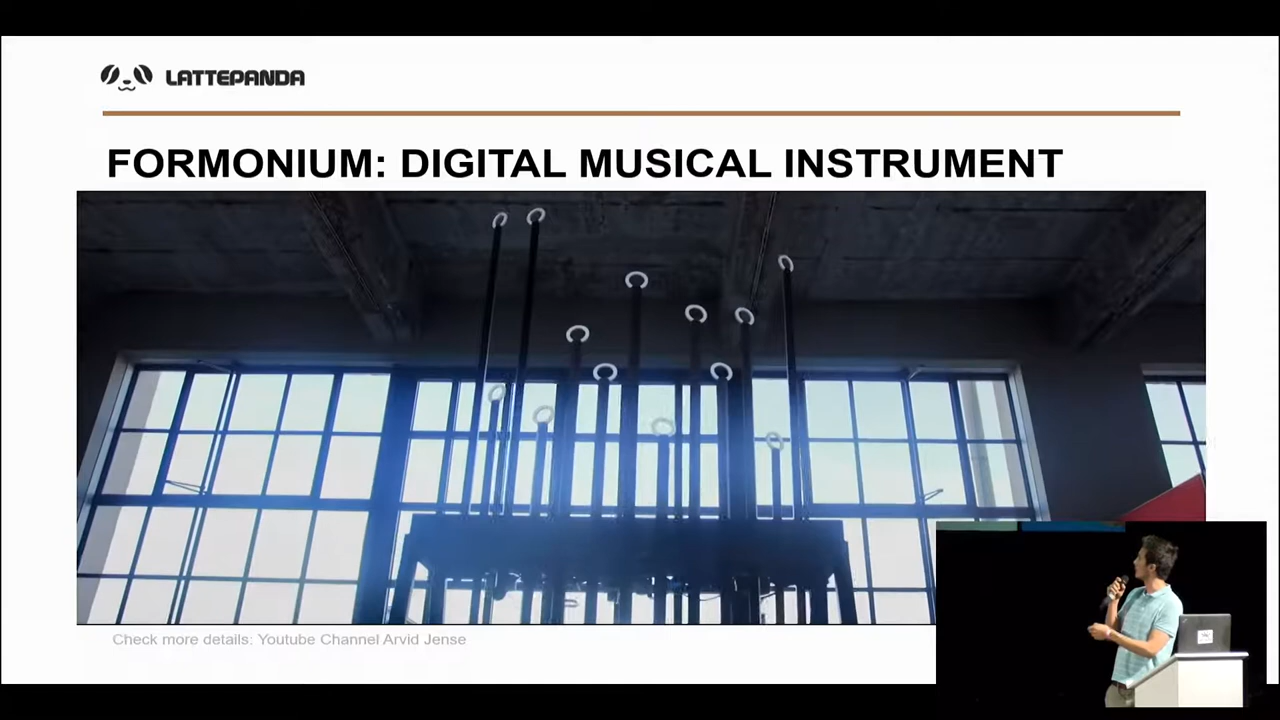 LATTEPANDA
FORMONIUM: DIGITAL MUSICAL INSTRUMENT
Check more details: Youtube Channel Arvid Jense